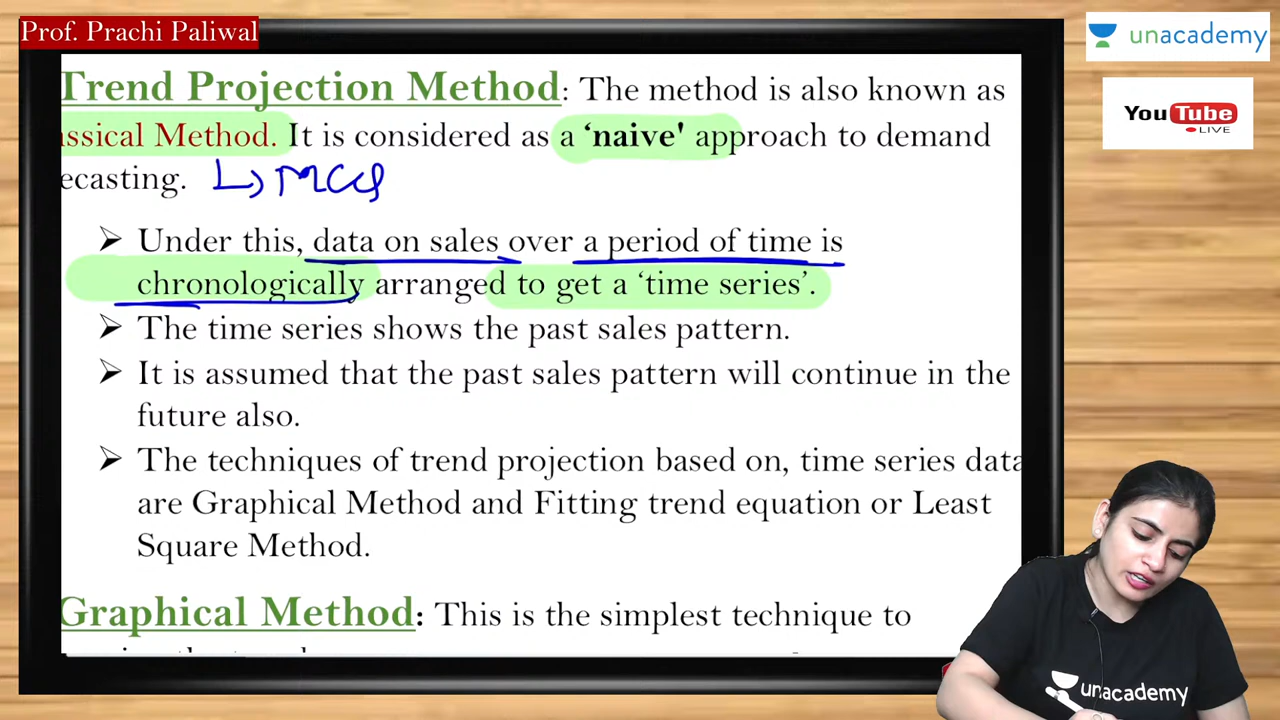 Prof. Prachi Paliwal
unacademy
YouTube
LIVE
Trend Projection Method: The method is also known as
assical Method. It is considered as a ‘naive' approach to demand
ecasting. ↳ MCQ
➤ Under this, data on sales over a period of time is
chronologically arranged to get a ‘time series’.
➤ The time series shows the past sales pattern.
➤ It is assumed that the past sales pattern will continue in the
future also.
➤ The techniques of trend projection based on, time series data
are Graphical Method and Fitting trend equation or Least
Square Method.
Graphical Method: This is the simplest technique to
unacademy